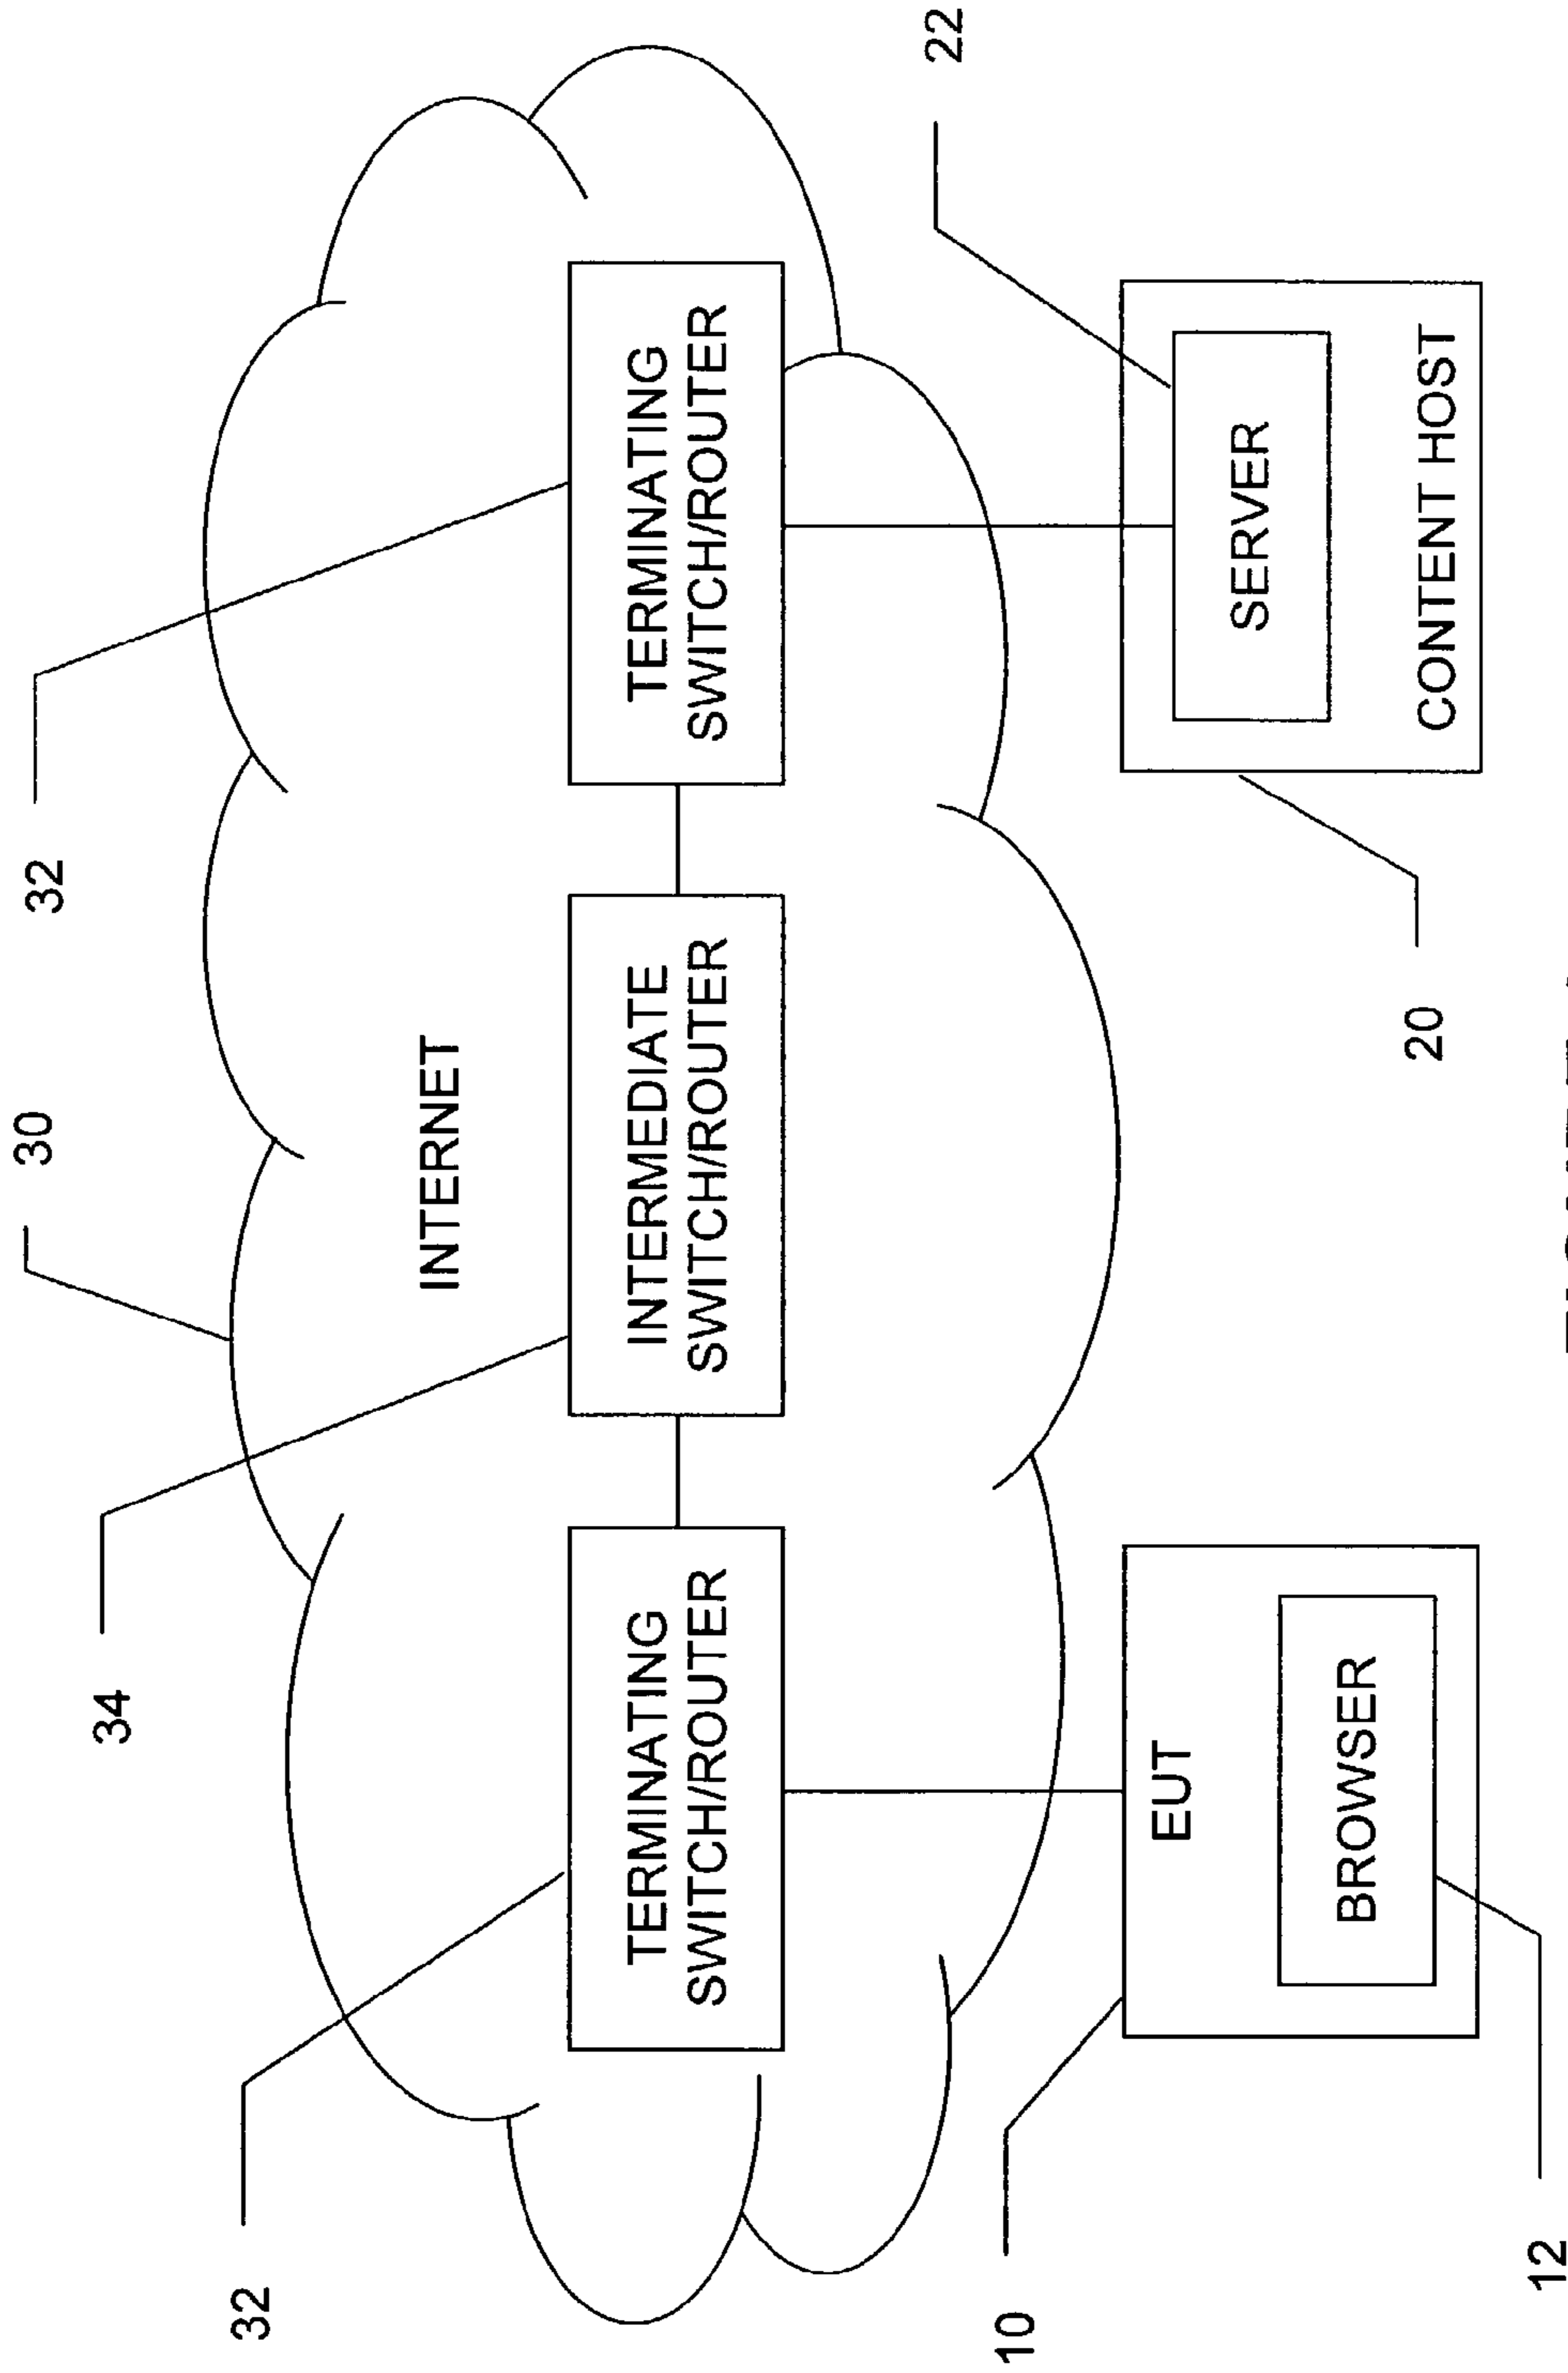 32
34
30
32
INTERNET
TERMINATING
SWITCH/ROUTER
INTERMEDIATE
SWITCH/ROUTER
TERMINATING
SWITCH/ROUTER
22
10
EUT
BROWSER
12
SERVER
CONTENT HOST
20